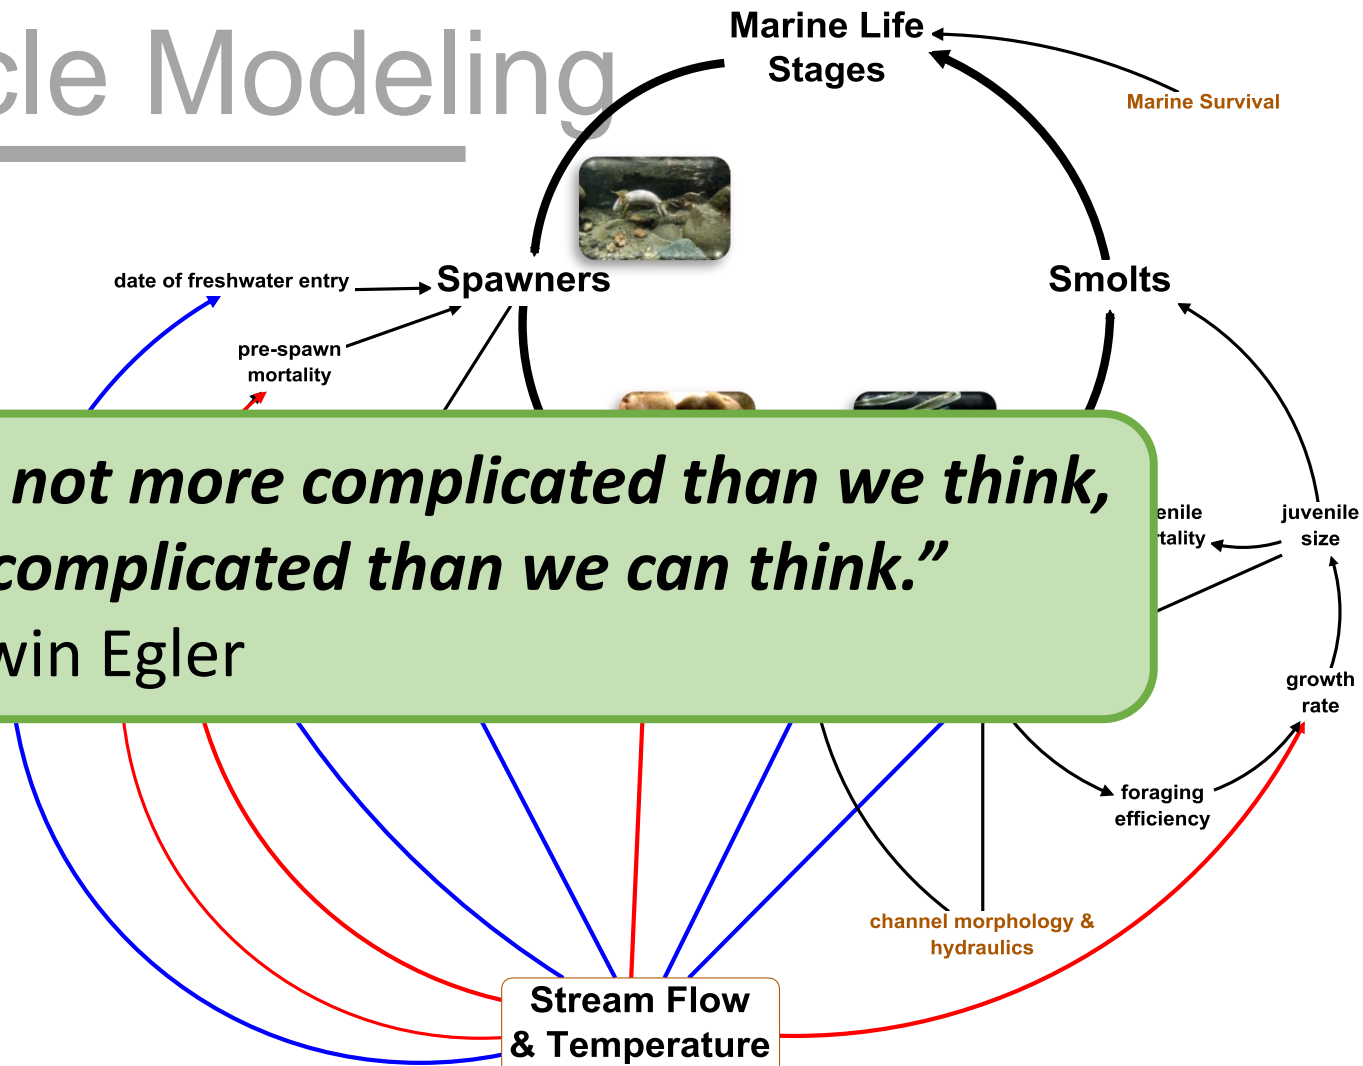 cle Modeling
Marine Life
Stages
Marine Survival
date of freshwater entry
Spawners
Smolts
pre-spawn
mortality
not more complicated than we think,
complicated than we can think.”
win Egler
enile
rtality
juvenile
size
growth
rate
foraging
efficiency
channel morphology &
hydraulics
Stream Flow
& Temperature